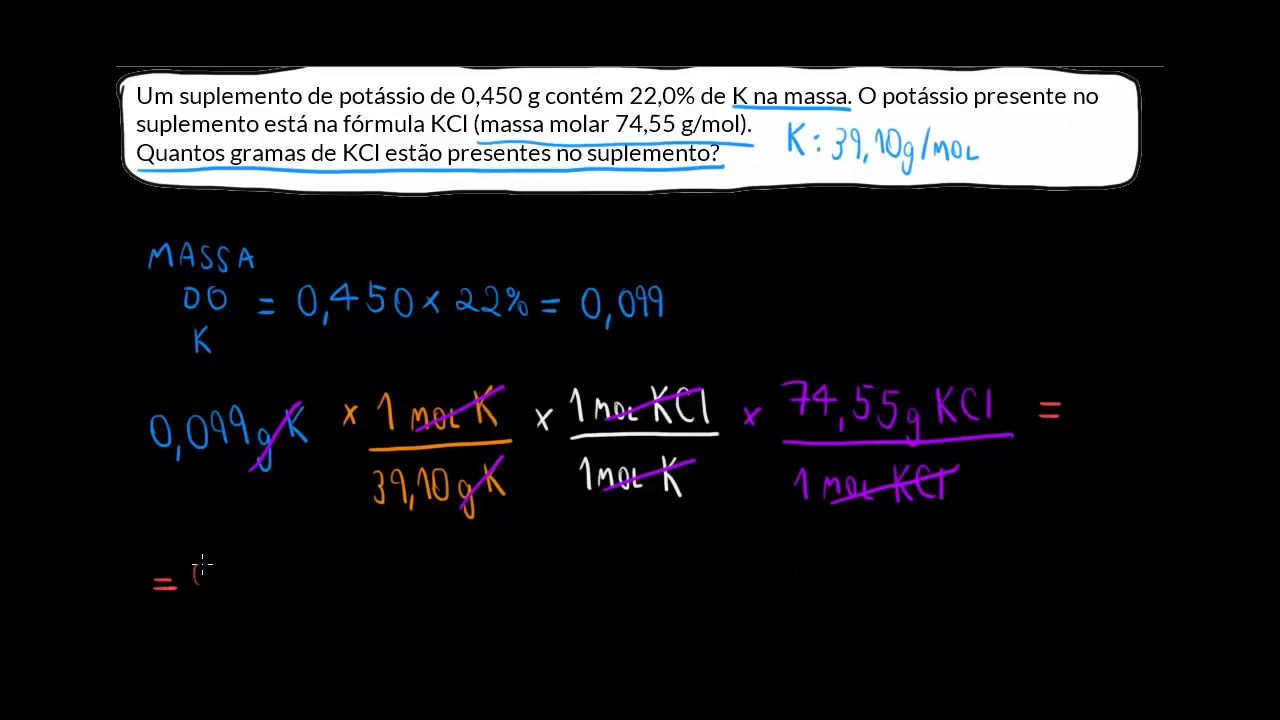 Um suplemento de potássio de 0,450 g contém 22,0% de K na massa. O potássio presente no
suplemento está na fórmula KCl (massa molar 74,55 g/mol).
Quantos gramas de KCl estão presentes no suplemento?
K: 39,10g/MOL
MASSA
DO = 0,450 × 22% = 0,099
K
0,099 g K × 1 MOL K / 39,10 g K × 1 MOL KCl / 1 MOL K × 74,55 g KCl / 1 MOL KCl =
=